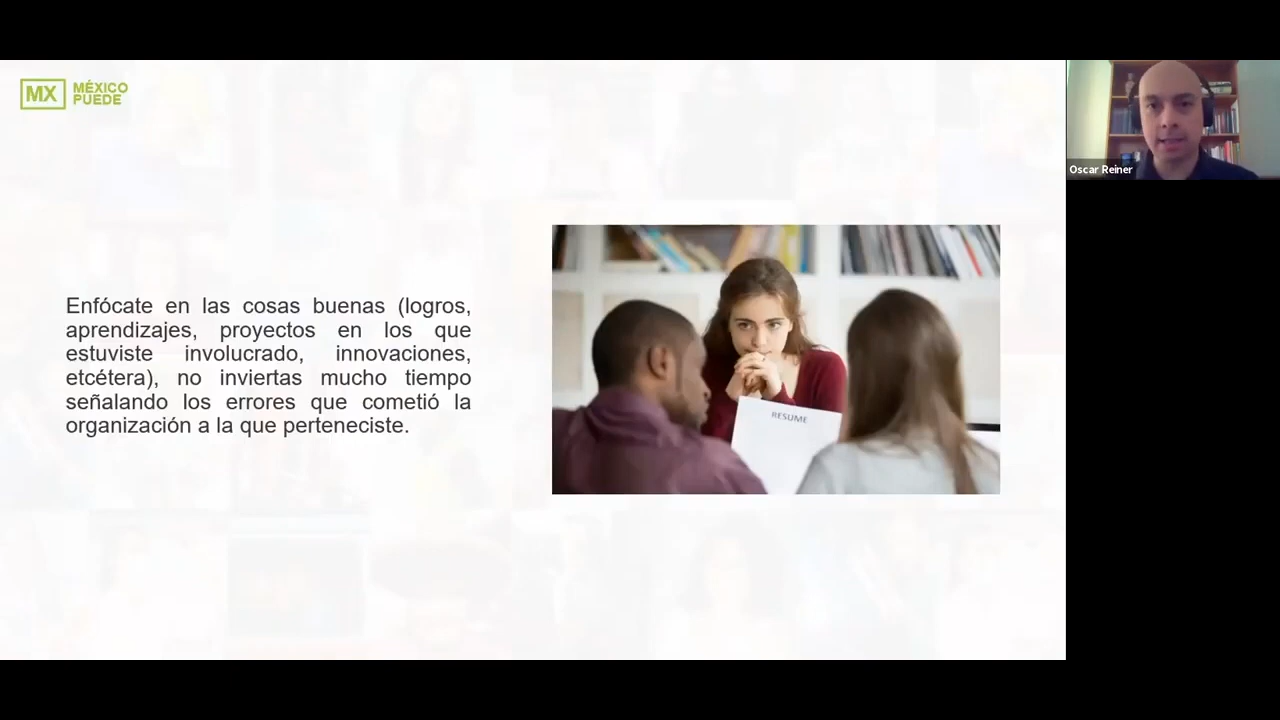 MX MÉXICO
PUEDE
Oscar Reiner
Enfócate en las cosas buenas (logros,
aprendizajes, proyectos en los que
estuviste involucrado, innovaciones,
etcétera), no inviertas mucho tiempo
señalando los errores que cometió la
organización a la que perteneciste.
RESUME